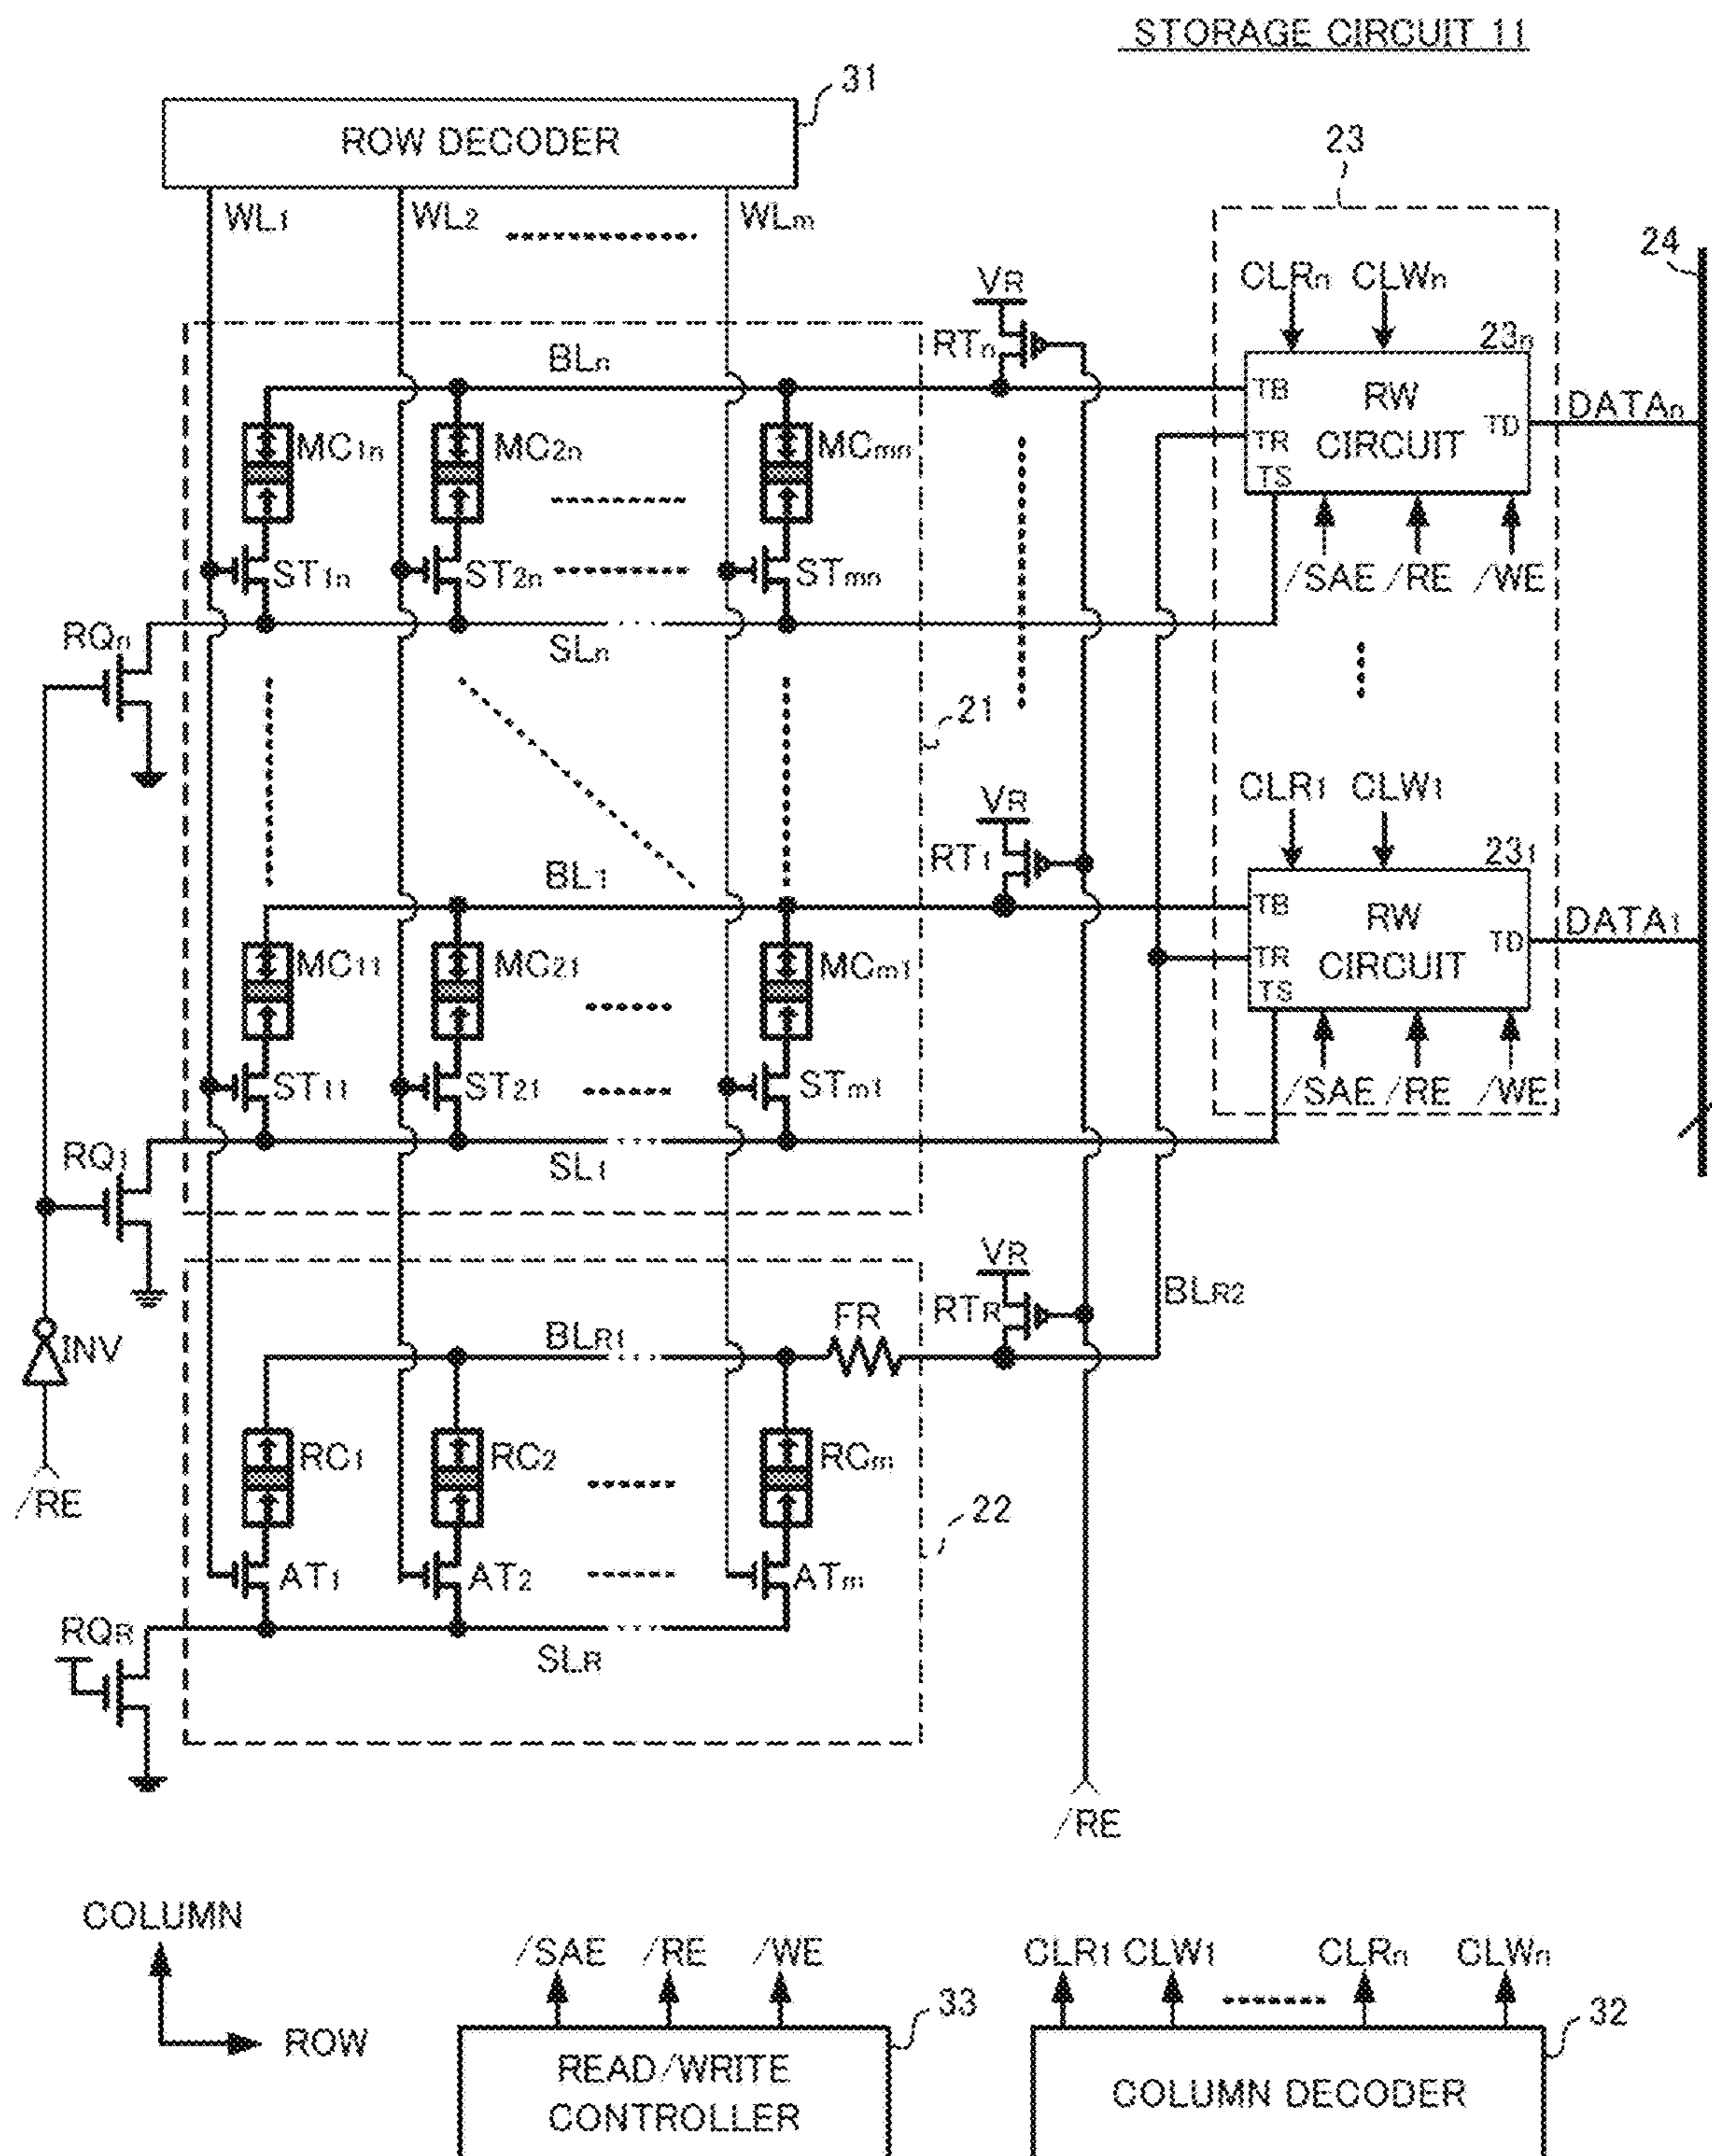 STORAGE CIRCUIT 11
31
ROW DECODER
23
WL1 WL2 WLm
24
VR
CLRn CLWn
RTn
23n
BLn
TB RW DATAn
MC1n MC2n MCmn
TR CIRCUIT TD
TS
ST1n ST2n STmn
/SAE /RE /WE
RQn
SLn
21
VR
CLR1 CLW1
RT1
231
BL1
TB RW DATA1
MC11 MC21 MCm1
TR CIRCUIT TD
TS
ST11 ST21 STm1
/SAE /RE /WE
RQ1
SL1
VR
BLR2
RTR
FR
INV
BLR1
RC1 RC2 RCm
/RE
22
AT1 AT2 ATm
RQR
SLR
/RE
COLUMN
/SAE /RE /WE
CLR1 CLW1 CLRn CLWn
33
32
ROW
READ/WRITE
CONTROLLER
COLUMN DECODER